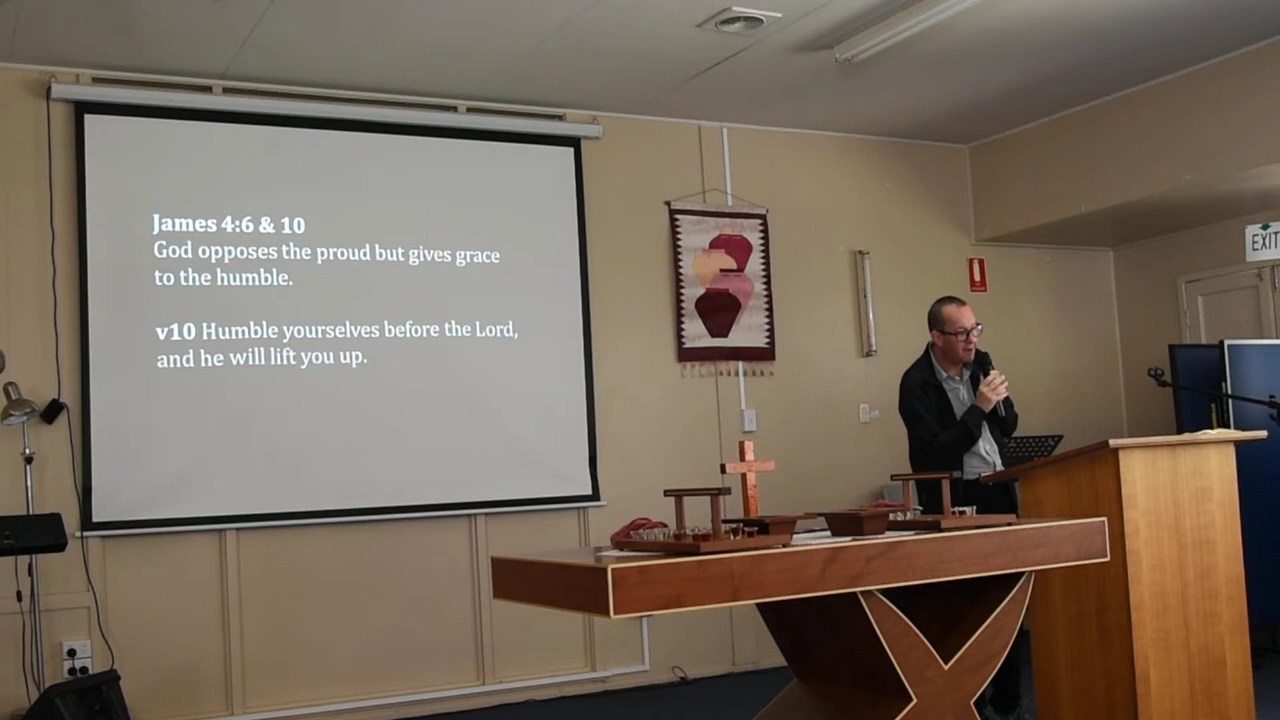 James 4:6 & 10
God opposes the proud but gives grace
to the humble.
v10 Humble yourselves before the Lord,
and he will lift you up.
EXIT